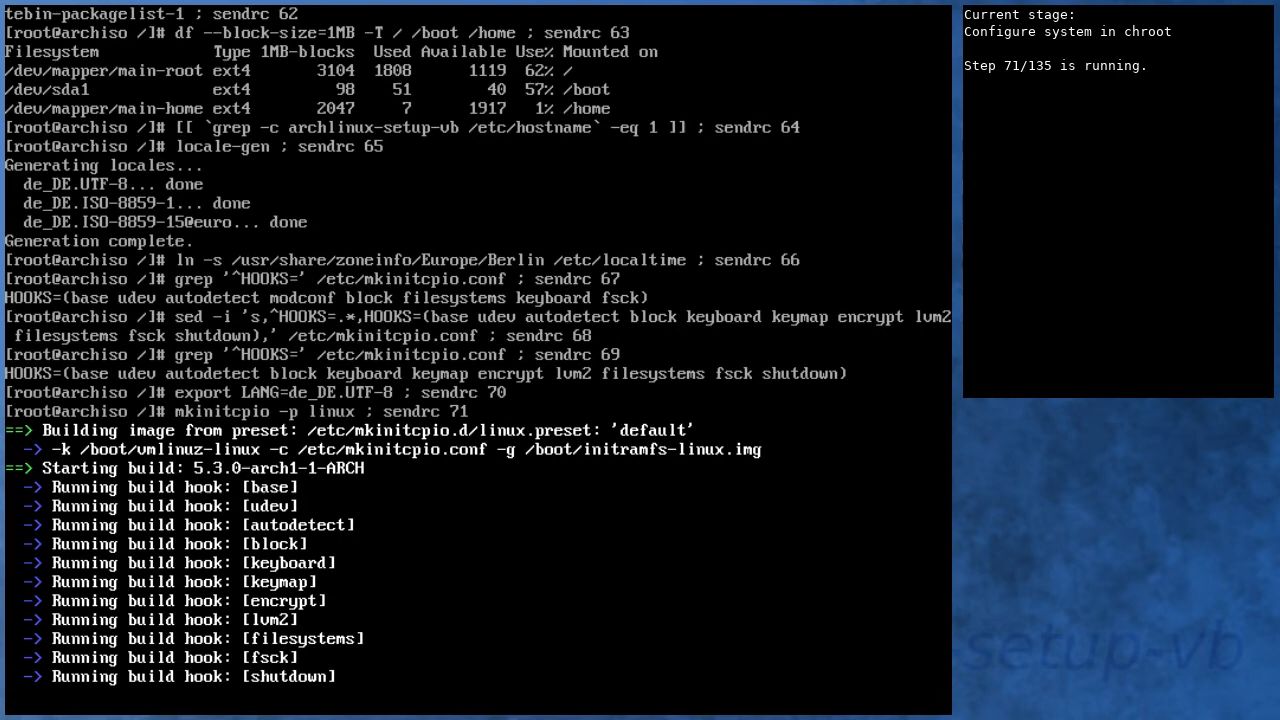 tebin-packagelist-1 ; sendrc 62
[root@archiso /]# df --block-size=1MB -T / /boot /home ; sendrc 63
Filesystem            Type 1MB-blocks  Used Available Use% Mounted on
/dev/mapper/main-root ext4       3104  1808      1119  62% /
/dev/sda1             ext4         98    51        40  57% /boot
/dev/mapper/main-home ext4       2047     7      1917   1% /home
[root@archiso /]# [[ `grep -c archlinux-setup-vb /etc/hostname` -eq 1 ]] ; sendrc 64
[root@archiso /]# locale-gen ; sendrc 65
Generating locales...
  de_DE.UTF-8... done
  de_DE.ISO-8859-1... done
  de_DE.ISO-8859-15@euro... done
Generation complete.
[root@archiso /]# ln -s /usr/share/zoneinfo/Europe/Berlin /etc/localtime ; sendrc 66
[root@archiso /]# grep '^HOOKS=' /etc/mkinitcpio.conf ; sendrc 67
HOOKS=(base udev autodetect modconf block filesystems keyboard fsck)
[root@archiso /]# sed -i 's,^HOOKS=.*,HOOKS=(base udev autodetect block keyboard keymap encrypt lvm2
 filesystems fsck shutdown),' /etc/mkinitcpio.conf ; sendrc 68
[root@archiso /]# grep '^HOOKS=' /etc/mkinitcpio.conf ; sendrc 69
HOOKS=(base udev autodetect block keyboard keymap encrypt lvm2 filesystems fsck shutdown)
[root@archiso /]# export LANG=de_DE.UTF-8 ; sendrc 70
[root@archiso /]# mkinitcpio -p linux ; sendrc 71
==> Building image from preset: /etc/mkinitcpio.d/linux.preset: 'default'
  -> -k /boot/vmlinuz-linux -c /etc/mkinitcpio.conf -g /boot/initramfs-linux.img
==> Starting build: 5.3.0-arch1-1-ARCH
  -> Running build hook: [base]
  -> Running build hook: [udev]
  -> Running build hook: [autodetect]
  -> Running build hook: [block]
  -> Running build hook: [keyboard]
  -> Running build hook: [keymap]
  -> Running build hook: [encrypt]
  -> Running build hook: [lvm2]
  -> Running build hook: [filesystems]
  -> Running build hook: [fsck]
  -> Running build hook: [shutdown]
Current stage:
Configure system in chroot
Step 71/135 is running.
setup-vb